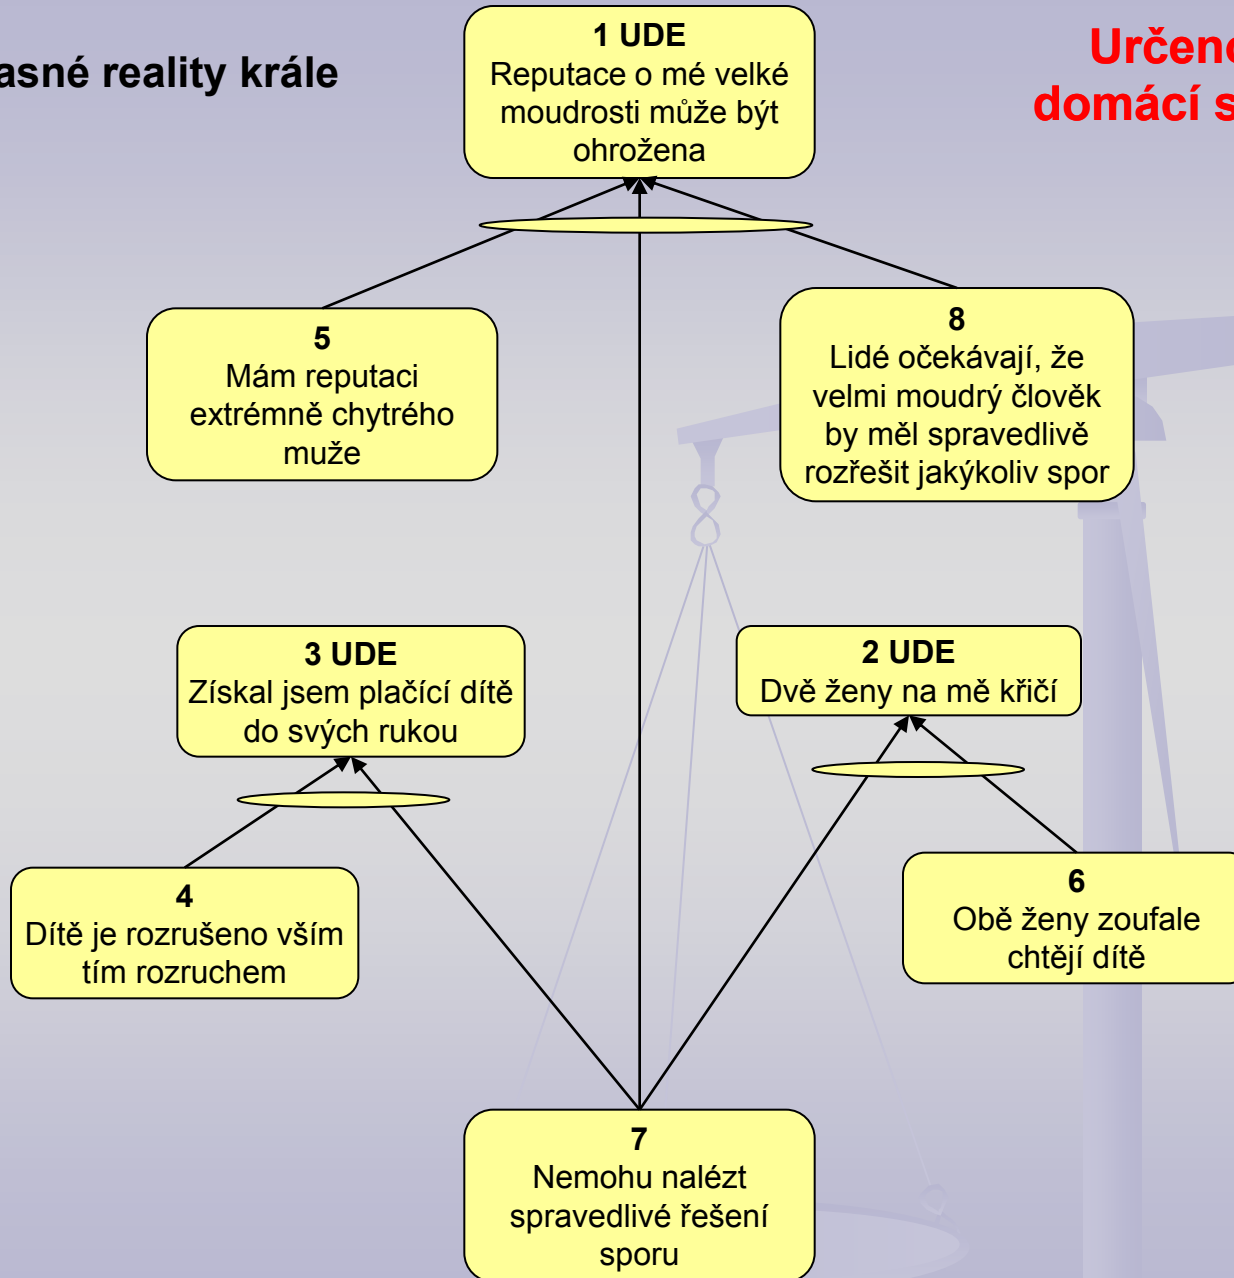 asné reality krále
Určeno
domácí s
1 UDE
Reputace o mé velké
moudrosti může být
ohrožena
5
Mám reputaci
extrémně chytrého
muže
8
Lidé očekávají, že
velmi moudrý člověk
by měl spravedlivě
rozřešit jakýkoliv spor
3 UDE
Získal jsem plačící dítě
do svých rukou
2 UDE
Dvě ženy na mě křičí
4
Dítě je rozrušeno vším
tím rozruchem
6
Obě ženy zoufale
chtějí dítě
7
Nemohu nalézt
spravedlivé řešení
sporu